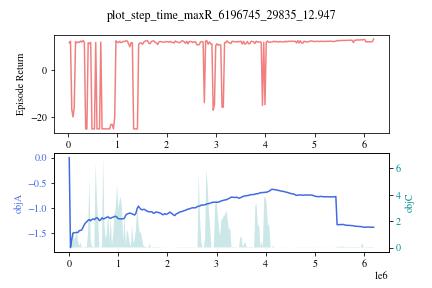 plot_step_time_maxR_6196745_29835_12.947
Episode Return
0
−20
0 1 2 3 4 5 6
objA
0.0
−0.5
−1.0
−1.5
objC
6
4
2
0
0 1 2 3 4 5 6
1e6